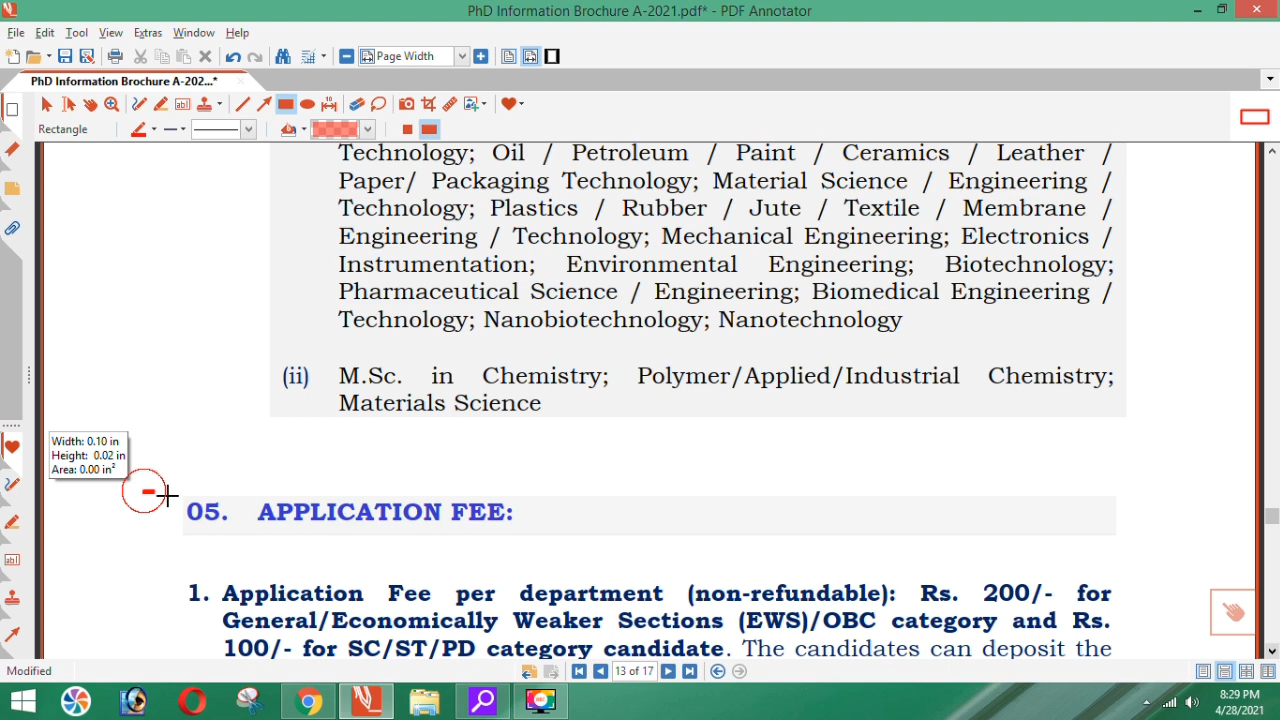 PhD Information Brochure A-2021.pdf* - PDF Annotator
File Edit Tool View Extras Window Help
Page Width
PhD Information Brochure A-202...*
Rectangle
Technology; Oil / Petroleum / Paint / Ceramics / Leather /
Paper/ Packaging Technology; Material Science / Engineering /
Technology; Plastics / Rubber / Jute / Textile / Membrane /
Engineering / Technology; Mechanical Engineering; Electronics /
Instrumentation; Environmental Engineering; Biotechnology;
Pharmaceutical Science / Engineering; Biomedical Engineering /
Technology; Nanobiotechnology; Nanotechnology
(ii) M.Sc. in Chemistry; Polymer/Applied/Industrial Chemistry;
Materials Science
Width: 0.10 in
Height: 0.02 in
Area: 0.00 in²
05. APPLICATION FEE:
1. Application Fee per department (non-refundable): Rs. 200/- for
General/Economically Weaker Sections (EWS)/OBC category and Rs.
100/- for SC/ST/PD category candidate. The candidates can deposit the
Modified
13 of 17
8:29 PM
4/28/2021